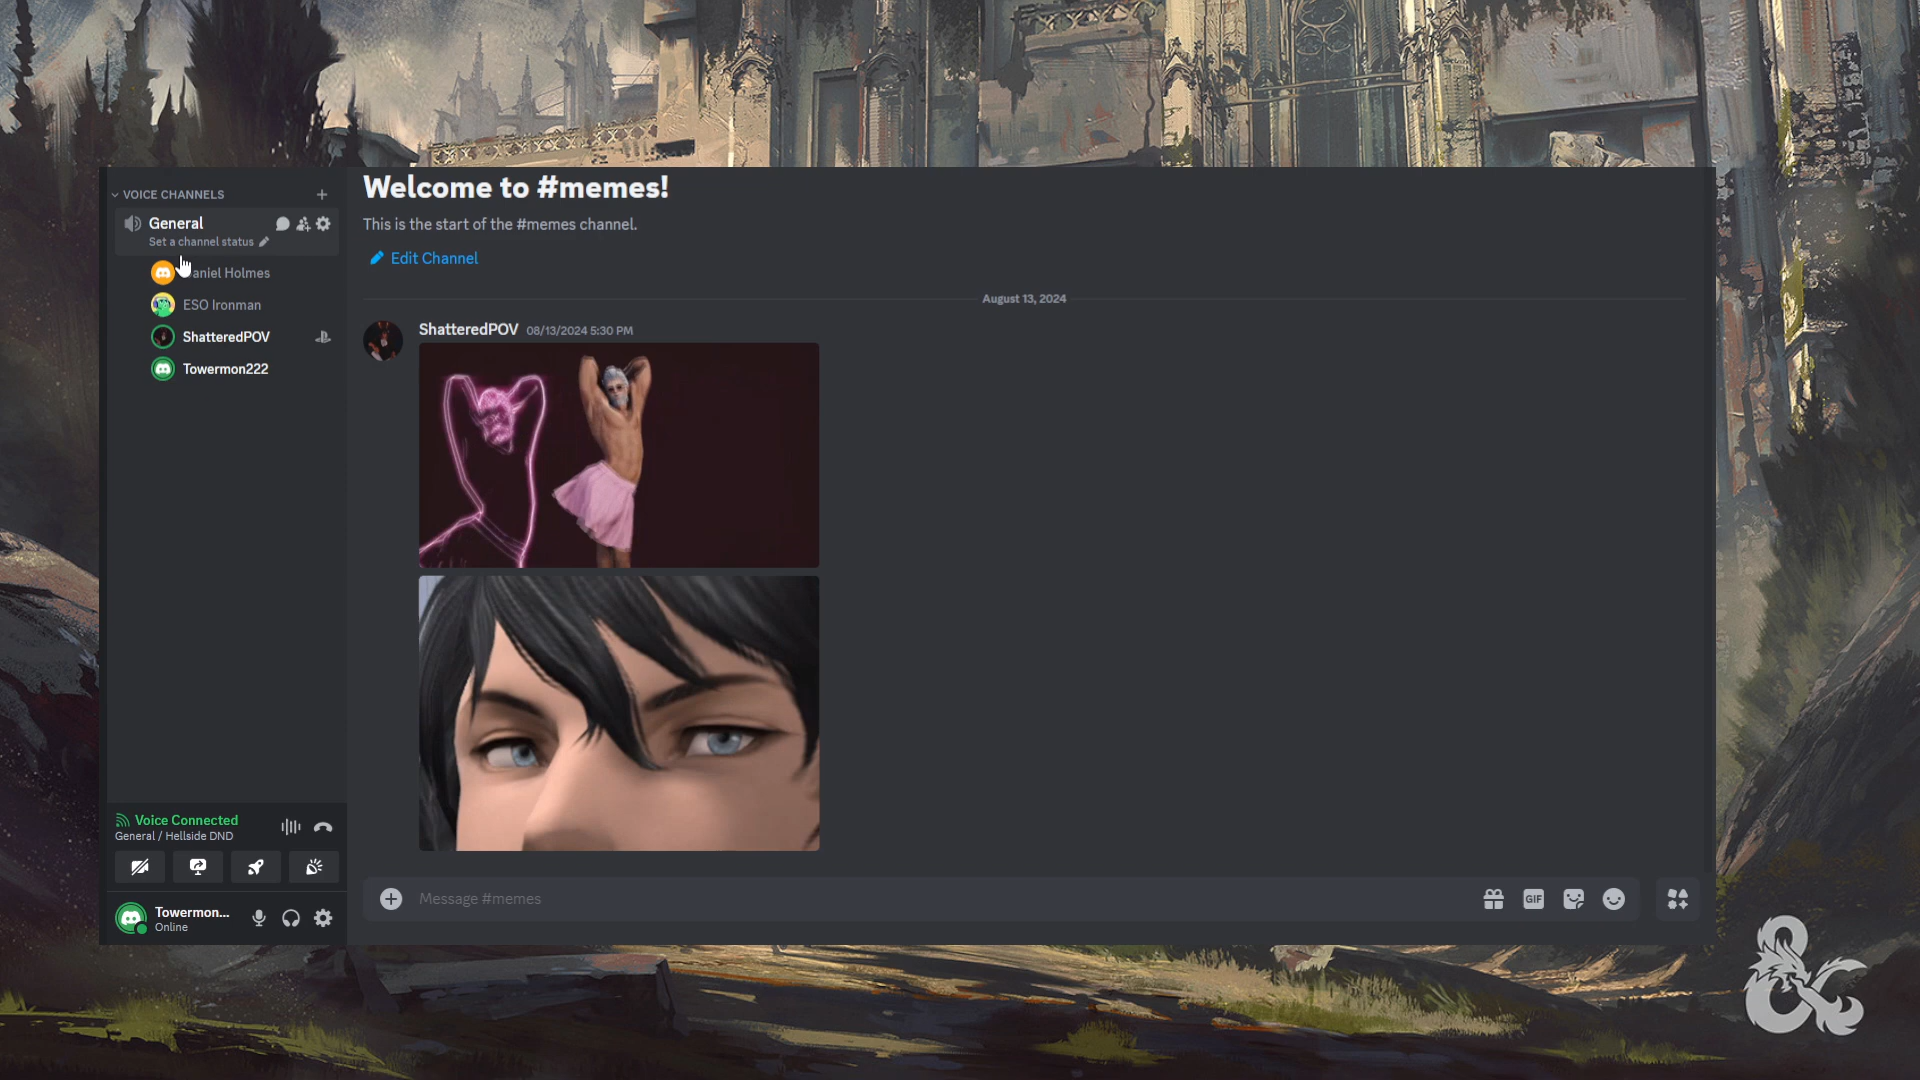 VOICE CHANNELS
General
Set a channel status
aniel Holmes
ESO Ironman
ShatteredPOV
Towermon222
Voice Connected
General / Hellside DND
Towermon...
Online
Welcome to #memes!
This is the start of the #memes channel.
Edit Channel
August 13, 2024
ShatteredPOV 08/13/2024 5:30 PM
Message #memes
GIF